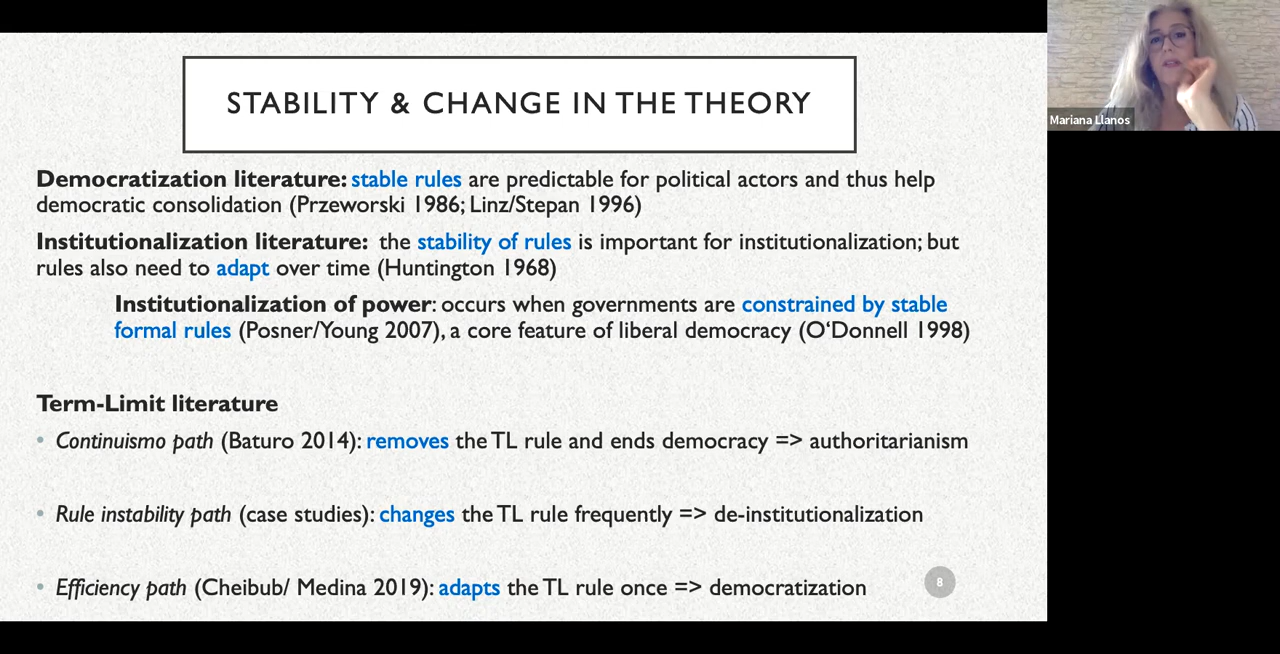 STABILITY & CHANGE IN THE THEORY
Mariana Llanos
Democratization literature: stable rules are predictable for political actors and thus help
democratic consolidation (Przeworski 1986; Linz/Stepan 1996)
Institutionalization literature: the stability of rules is important for institutionalization; but
rules also need to adapt over time (Huntington 1968)
Institutionalization of power: occurs when governments are constrained by stable
formal rules (Posner/Young 2007), a core feature of liberal democracy (O‘Donnell 1998)
Term-Limit literature
• Continuismo path (Baturo 2014): removes the TL rule and ends democracy => authoritarianism
• Rule instability path (case studies): changes the TL rule frequently => de-institutionalization
• Efficiency path (Cheibub/ Medina 2019): adapts the TL rule once => democratization
8